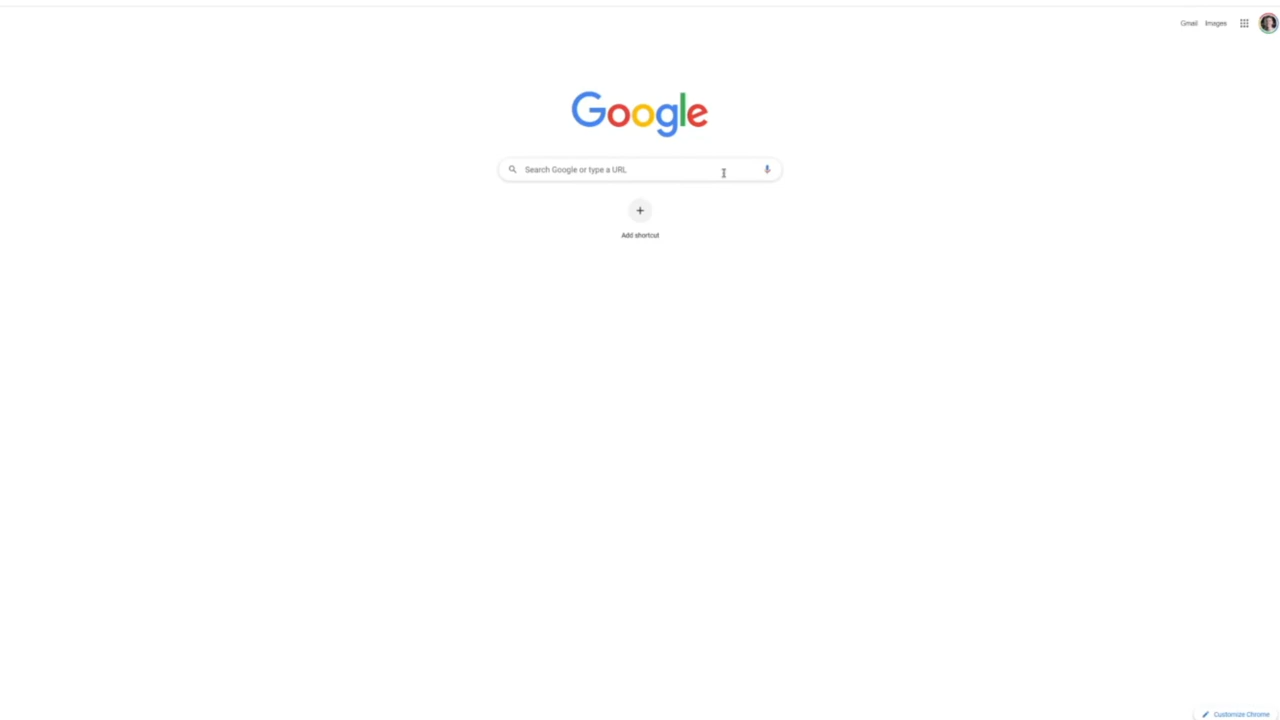 Gmail Images
Google
Search Google or type a URL
Add shortcut
Customize Chrome